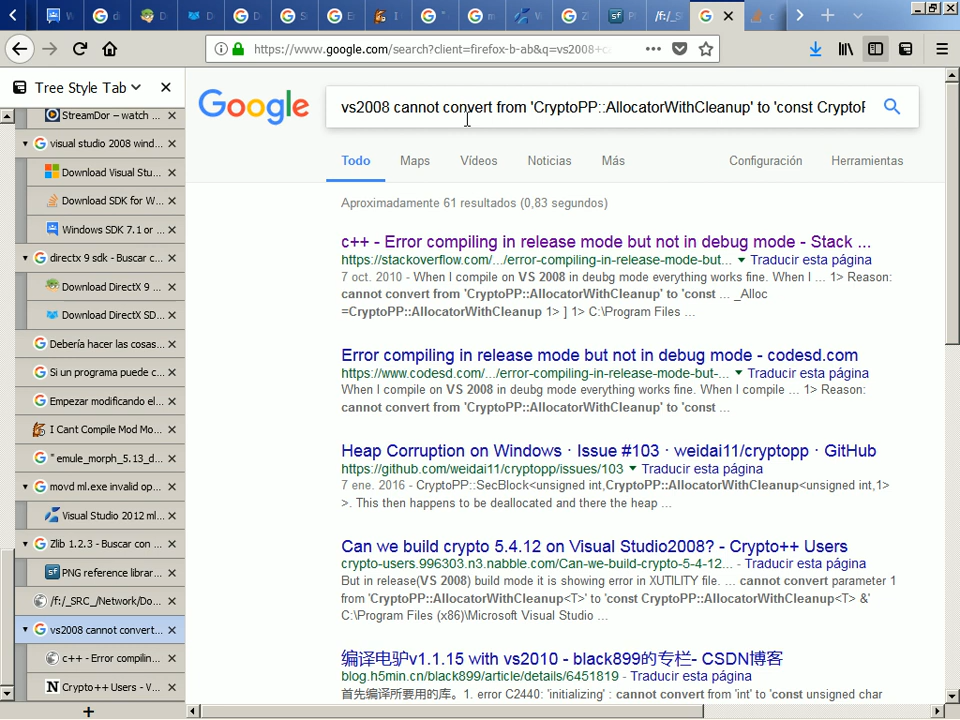 https://www.google.com/search?client=firefox-b-ab&q=vs2008+c
Tree Style Tab
StreamDor – watch ...
visual studio 2008 wind...
Download Visual Stu...
Download SDK for W...
Windows SDK 7.1 or ...
directx 9 sdk - Buscar c...
Download DirectX 9 ...
Download DirectX SD...
Debería hacer las cosas...
Si un programa puede c...
Empezar modificando el...
I Cant Compile Mod Mo...
" emule_morph_5.13_d...
movd ml.exe invalid op...
Visual Studio 2012 ml...
Zlib 1.2.3 - Buscar con ...
PNG reference librar...
/f:/_SRC_/Network/Do...
vs2008 cannot convert...
c++ - Error compilin...
Crypto++ Users - V...
Google
vs2008 cannot convert from 'CryptoPP::AllocatorWithCleanup' to 'const CryptoP
Todo Maps Vídeos Noticias Más Configuración Herramientas
Aproximadamente 61 resultados (0,83 segundos)
c++ - Error compiling in release mode but not in debug mode - Stack ...
https://stackoverflow.com/.../error-compiling-in-release-mode-but... Traducir esta página
7 oct. 2010 - When I compile on VS 2008 in deubg mode everything works fine. When I ... 1> Reason:
cannot convert from 'CryptoPP::AllocatorWithCleanup' to 'const ... _Alloc
=CryptoPP::AllocatorWithCleanup 1> ] 1> C:\Program Files ...
Error compiling in release mode but not in debug mode - codesd.com
https://www.codesd.com/.../error-compiling-in-release-mode-but-... Traducir esta página
When I compile on VS 2008 in deubg mode everything works fine. When I compile ... 1> Reason:
cannot convert from 'CryptoPP::AllocatorWithCleanup' to 'const ...
Heap Corruption on Windows · Issue #103 · weidai11/cryptopp · GitHub
https://github.com/weidai11/cryptopp/issues/103 Traducir esta página
7 ene. 2016 - CryptoPP::SecBlock<unsigned int,CryptoPP::AllocatorWithCleanup<unsigned int,1>
>. This then happens to be deallocated and there the heap ...
Can we build crypto 5.4.12 on Visual Studio2008? - Crypto++ Users
crypto-users.996303.n3.nabble.com/Can-we-build-crypto-5-4-12... - Traducir esta página
But in release(VS 2008) build mode it is showing error in XUTILITY file. ... cannot convert parameter 1
from 'CryptoPP::AllocatorWithCleanup<T>' to 'const CryptoPP::AllocatorWithCleanup<T> &'
C:\Program Files (x86)\Microsoft Visual Studio ...
编译电驴v1.1.15 with vs2010 - black899的专栏- CSDN博客
blog.h5min.cn/black899/article/details/6451819 - Traducir esta página
首先编译所要用的库。1. error C2440: 'initializing' : cannot convert from 'int' to 'const unsigned char